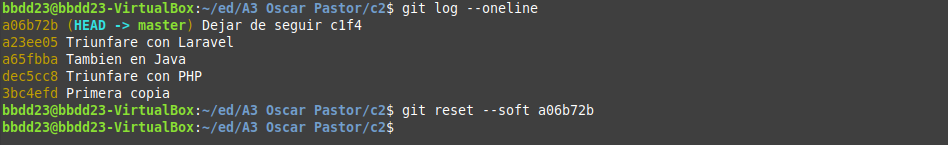 bbdd23@bbdd23-VirtualBox:~/ed/A3 Oscar Pastor/c2$ git log --oneline
a06b72b (HEAD -> master) Dejar de seguir c1f4
a23ee05 Triunfare con Laravel
a65fbba Tambien en Java
dec5cc8 Triunfare con PHP
3bc4efd Primera copia
bbdd23@bbdd23-VirtualBox:~/ed/A3 Oscar Pastor/c2$ git reset --soft a06b72b
bbdd23@bbdd23-VirtualBox:~/ed/A3 Oscar Pastor/c2$